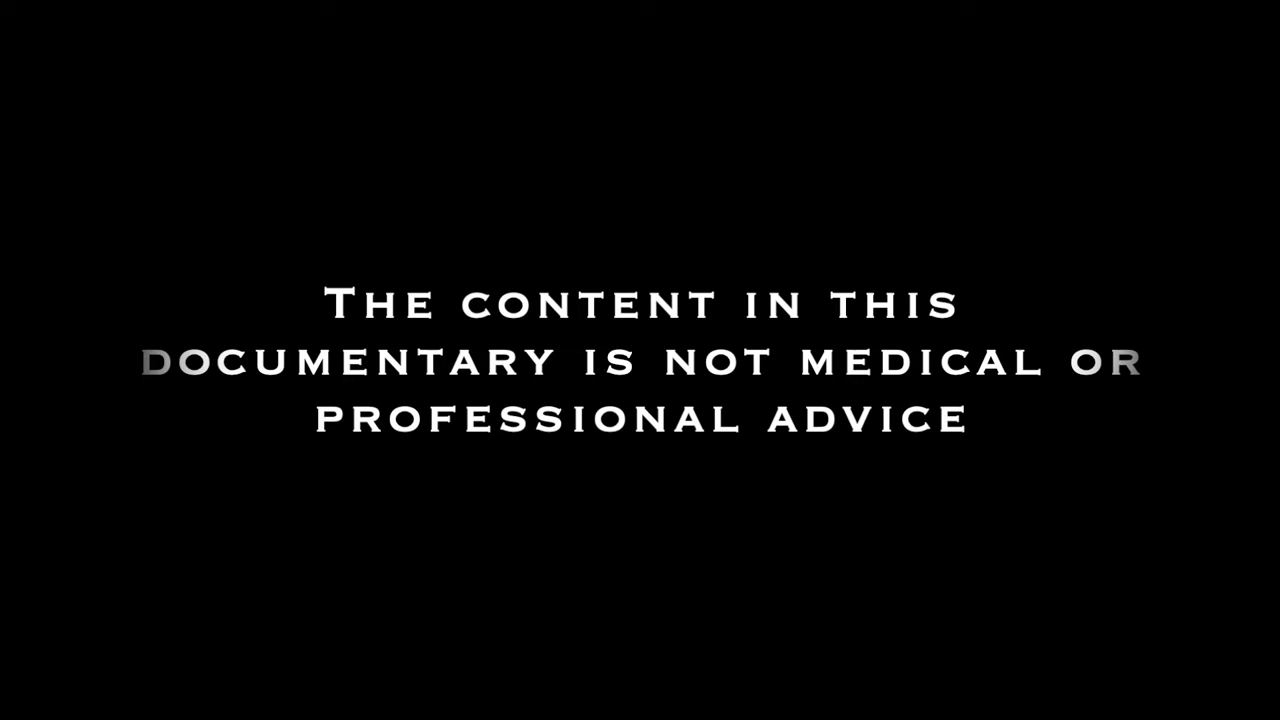 The content in this
documentary is not medical or
professional advice